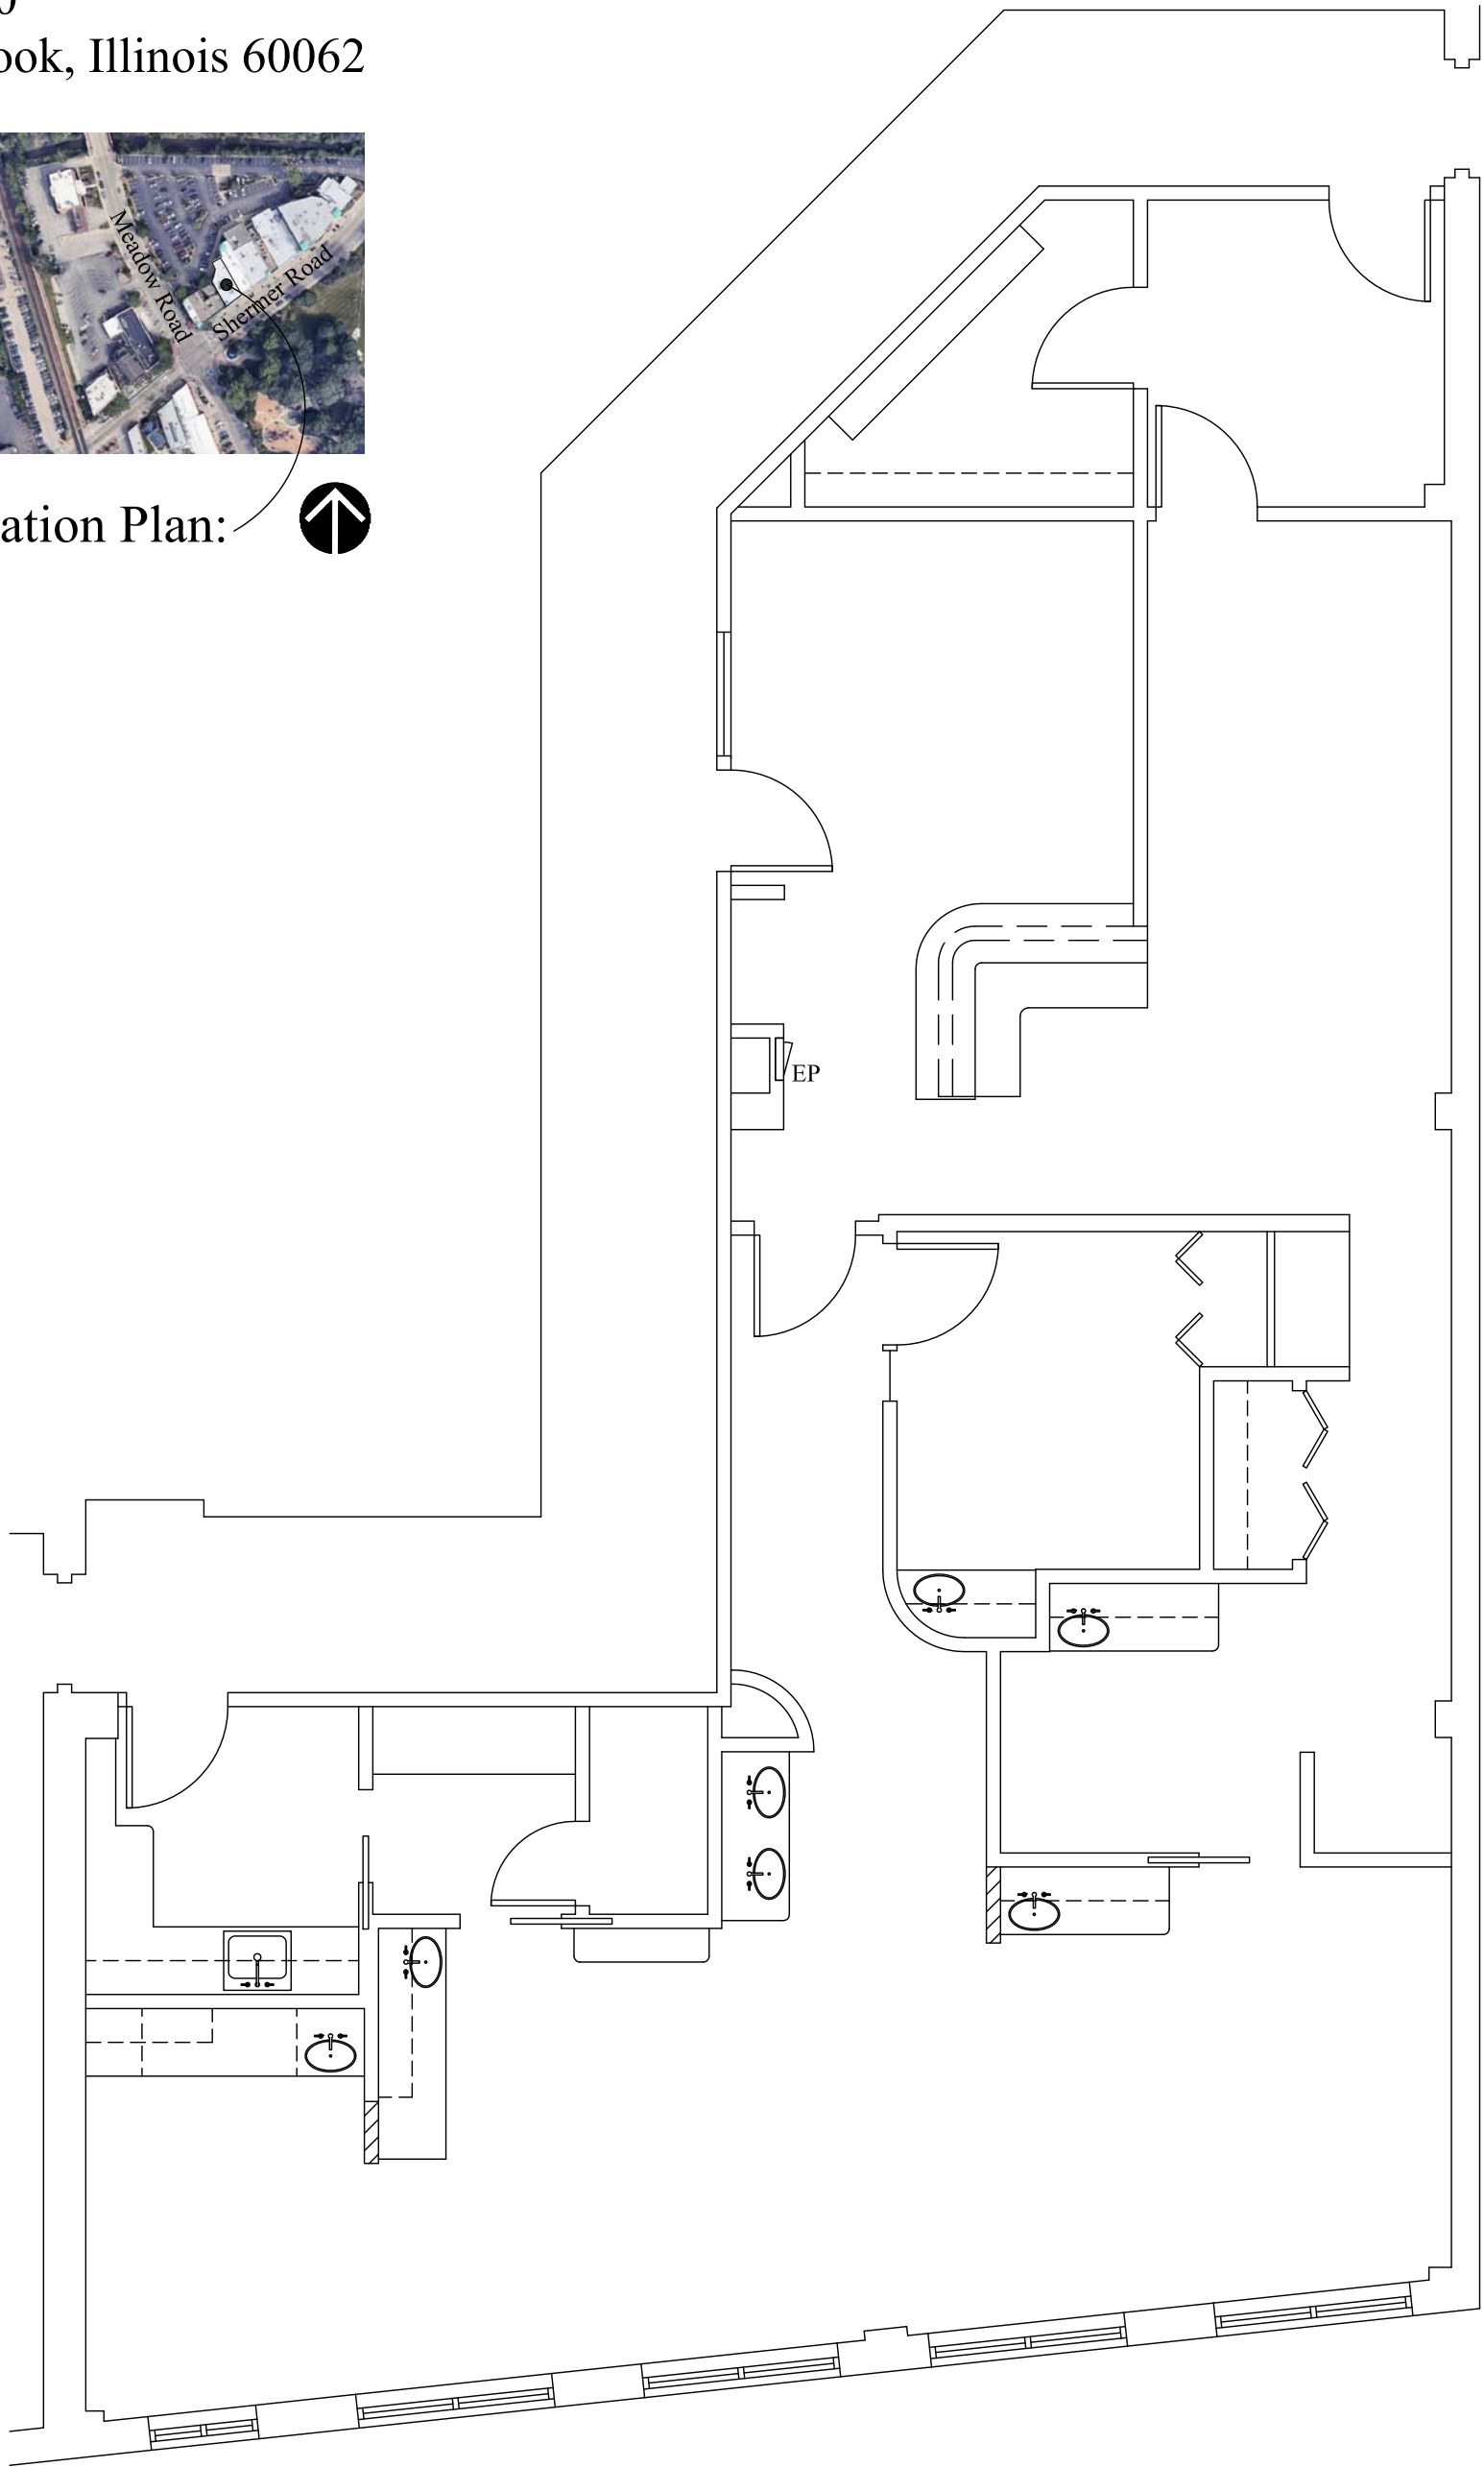 ook, Illinois 60062
Meadow Road
Shermer Road
ation Plan:
EP